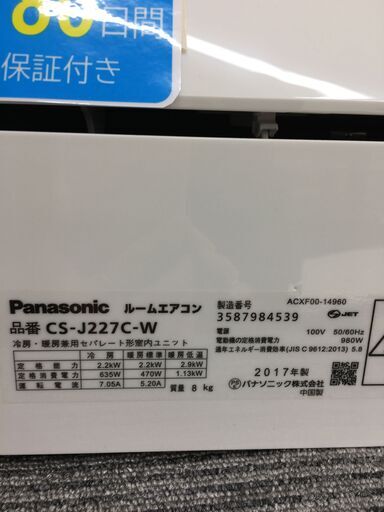 日間
保証付き
Panasonic ルームエアコン
品番 CS-J227C-W
冷房・暖房兼用セパレート形室内ユニット
冷房 暖房標準 暖房低温
定格能力 2.2kW 2.2kW 2.9kW
定格消費電力 635W 470W 1.13kW
運転電流 7.05A 5.20A
質量 8 kg
製造番号 ACXF00-14960
3587984539 JET
電源 100V 50/60Hz
電動機の定格消費電力 980W
通年エネルギー消費効率(JIS C 9612:2013) 5.8
2017年製
パナソニック株式会社
中国製